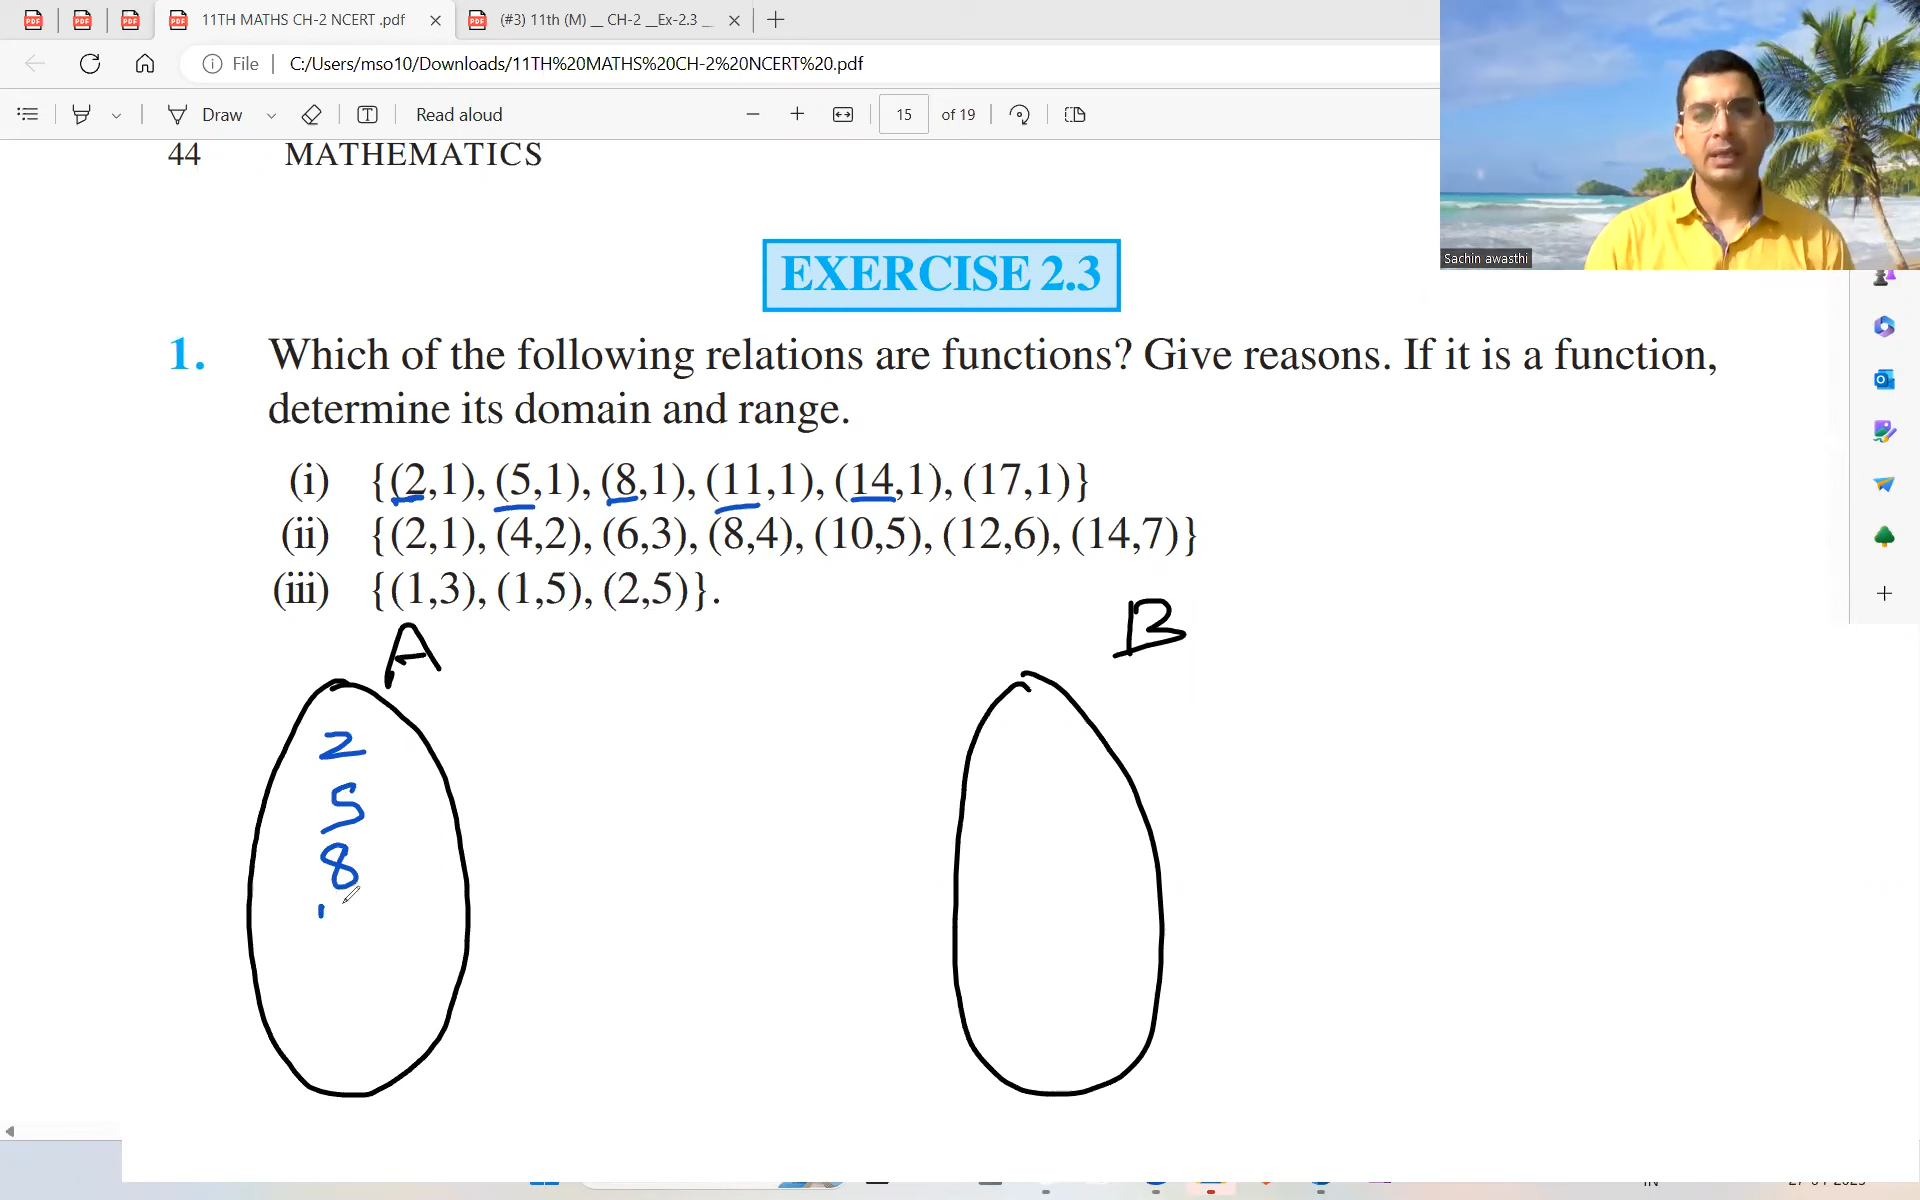 11TH MATHS CH-2 NCERT .pdf
(#3) 11th (M) __ CH-2 __Ex-2.3 _
File
C:/Users/mso10/Downloads/11TH%20MATHS%20CH-2%20NCERT%20.pdf
Draw
Read aloud
15 of 19
Sachin awasthi
44 MATHEMATICS
EXERCISE 2.3
1. Which of the following relations are functions? Give reasons. If it is a function,
determine its domain and range.
(i) {(2,1), (5,1), (8,1), (11,1), (14,1), (17,1)}
(ii) {(2,1), (4,2), (6,3), (8,4), (10,5), (12,6), (14,7)}
(iii) {(1,3), (1,5), (2,5)}.
A
B
2
5
8